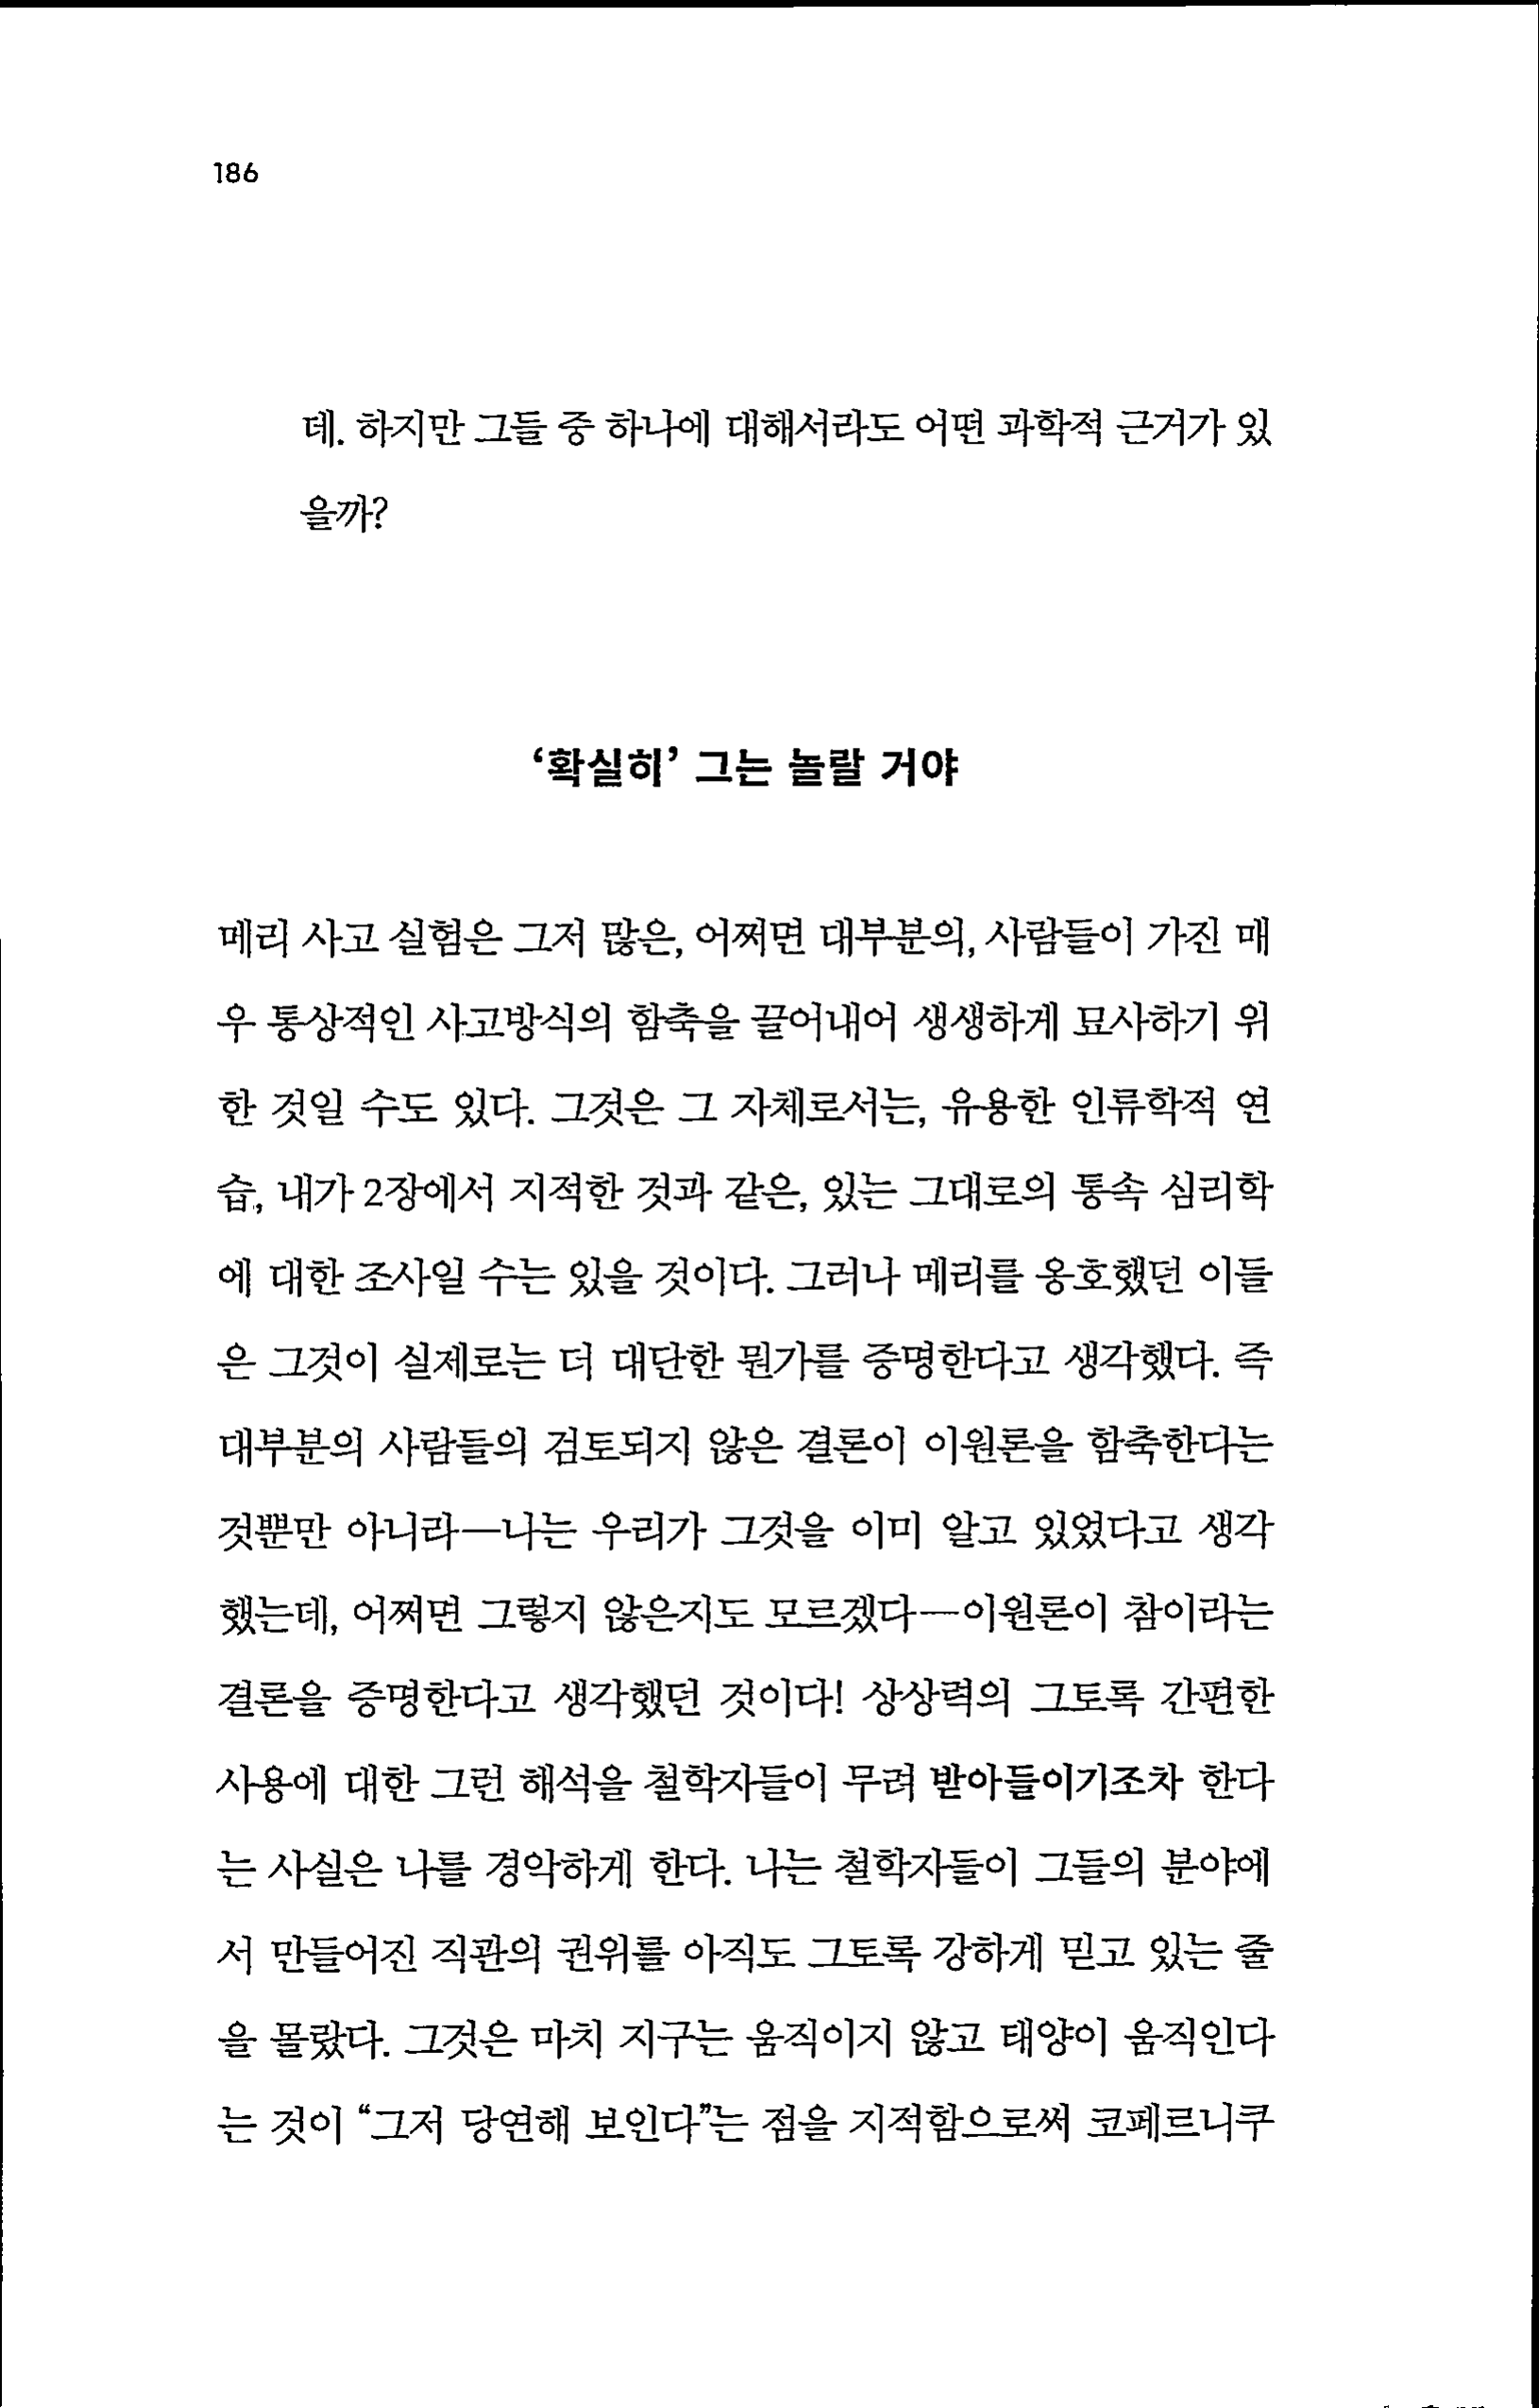 186
데. 하지만 그들 중 하나에 대해서라도 어떤 과학적 근거가 있
을까?
‘확실히’ 그는 놀랄 거야
메리 사고 실험은 그저 많은, 어쩌면 대부분의, 사람들이 가진 매
우 통상적인 사고방식의 함축을 끌어내어 생생하게 묘사하기 위
한 것일 수도 있다. 그것은 그 자체로서는, 유용한 인류학적 연
습, 내가 2장에서 지적한 것과 같은, 있는 그대로의 통속 심리학
에 대한 조사일 수는 있을 것이다. 그러나 메리를 옹호했던 이들
은 그것이 실제로는 더 대단한 뭔가를 증명한다고 생각했다. 즉
대부분의 사람들의 검토되지 않은 결론이 이원론을 함축한다는
것뿐만 아니라—나는 우리가 그것을 이미 알고 있었다고 생각
했는데, 어쩌면 그렇지 않은지도 모르겠다—이원론이 참이라는
결론을 증명한다고 생각했던 것이다! 상상력의 그토록 간편한
사용에 대한 그런 해석을 철학자들이 무려 받아들이기조차 한다
는 사실은 나를 경악하게 한다. 나는 철학자들이 그들의 분야에
서 만들어진 직관의 권위를 아직도 그토록 강하게 믿고 있는 줄
을 몰랐다. 그것은 마치 지구는 움직이지 않고 태양이 움직인다
는 것이 “그저 당연해 보인다”는 점을 지적함으로써 코페르니쿠